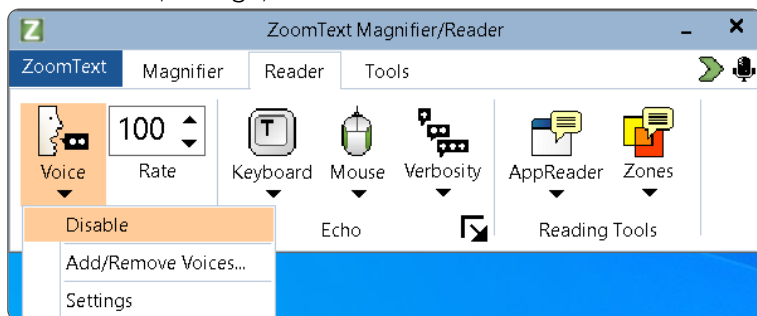 Z ZoomText Magnifier/Reader
ZoomText Magnifier Reader Tools
100
Voice Rate Keyboard Mouse Verbosity AppReader Zones
Disable Echo Reading Tools
Add/Remove Voices...
Settings